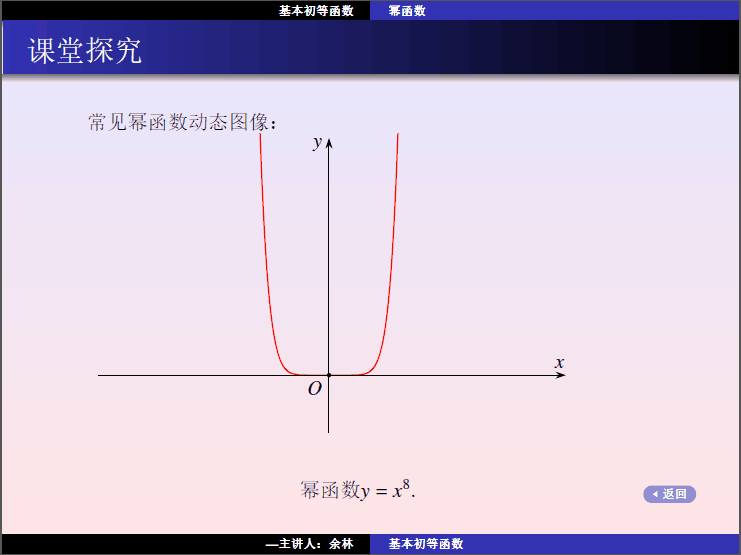 基本初等函数 幂函数
课堂探究
常见幂函数动态图像：
y
x
O
幂函数y = x⁸.
返回
—主讲人：余林 基本初等函数